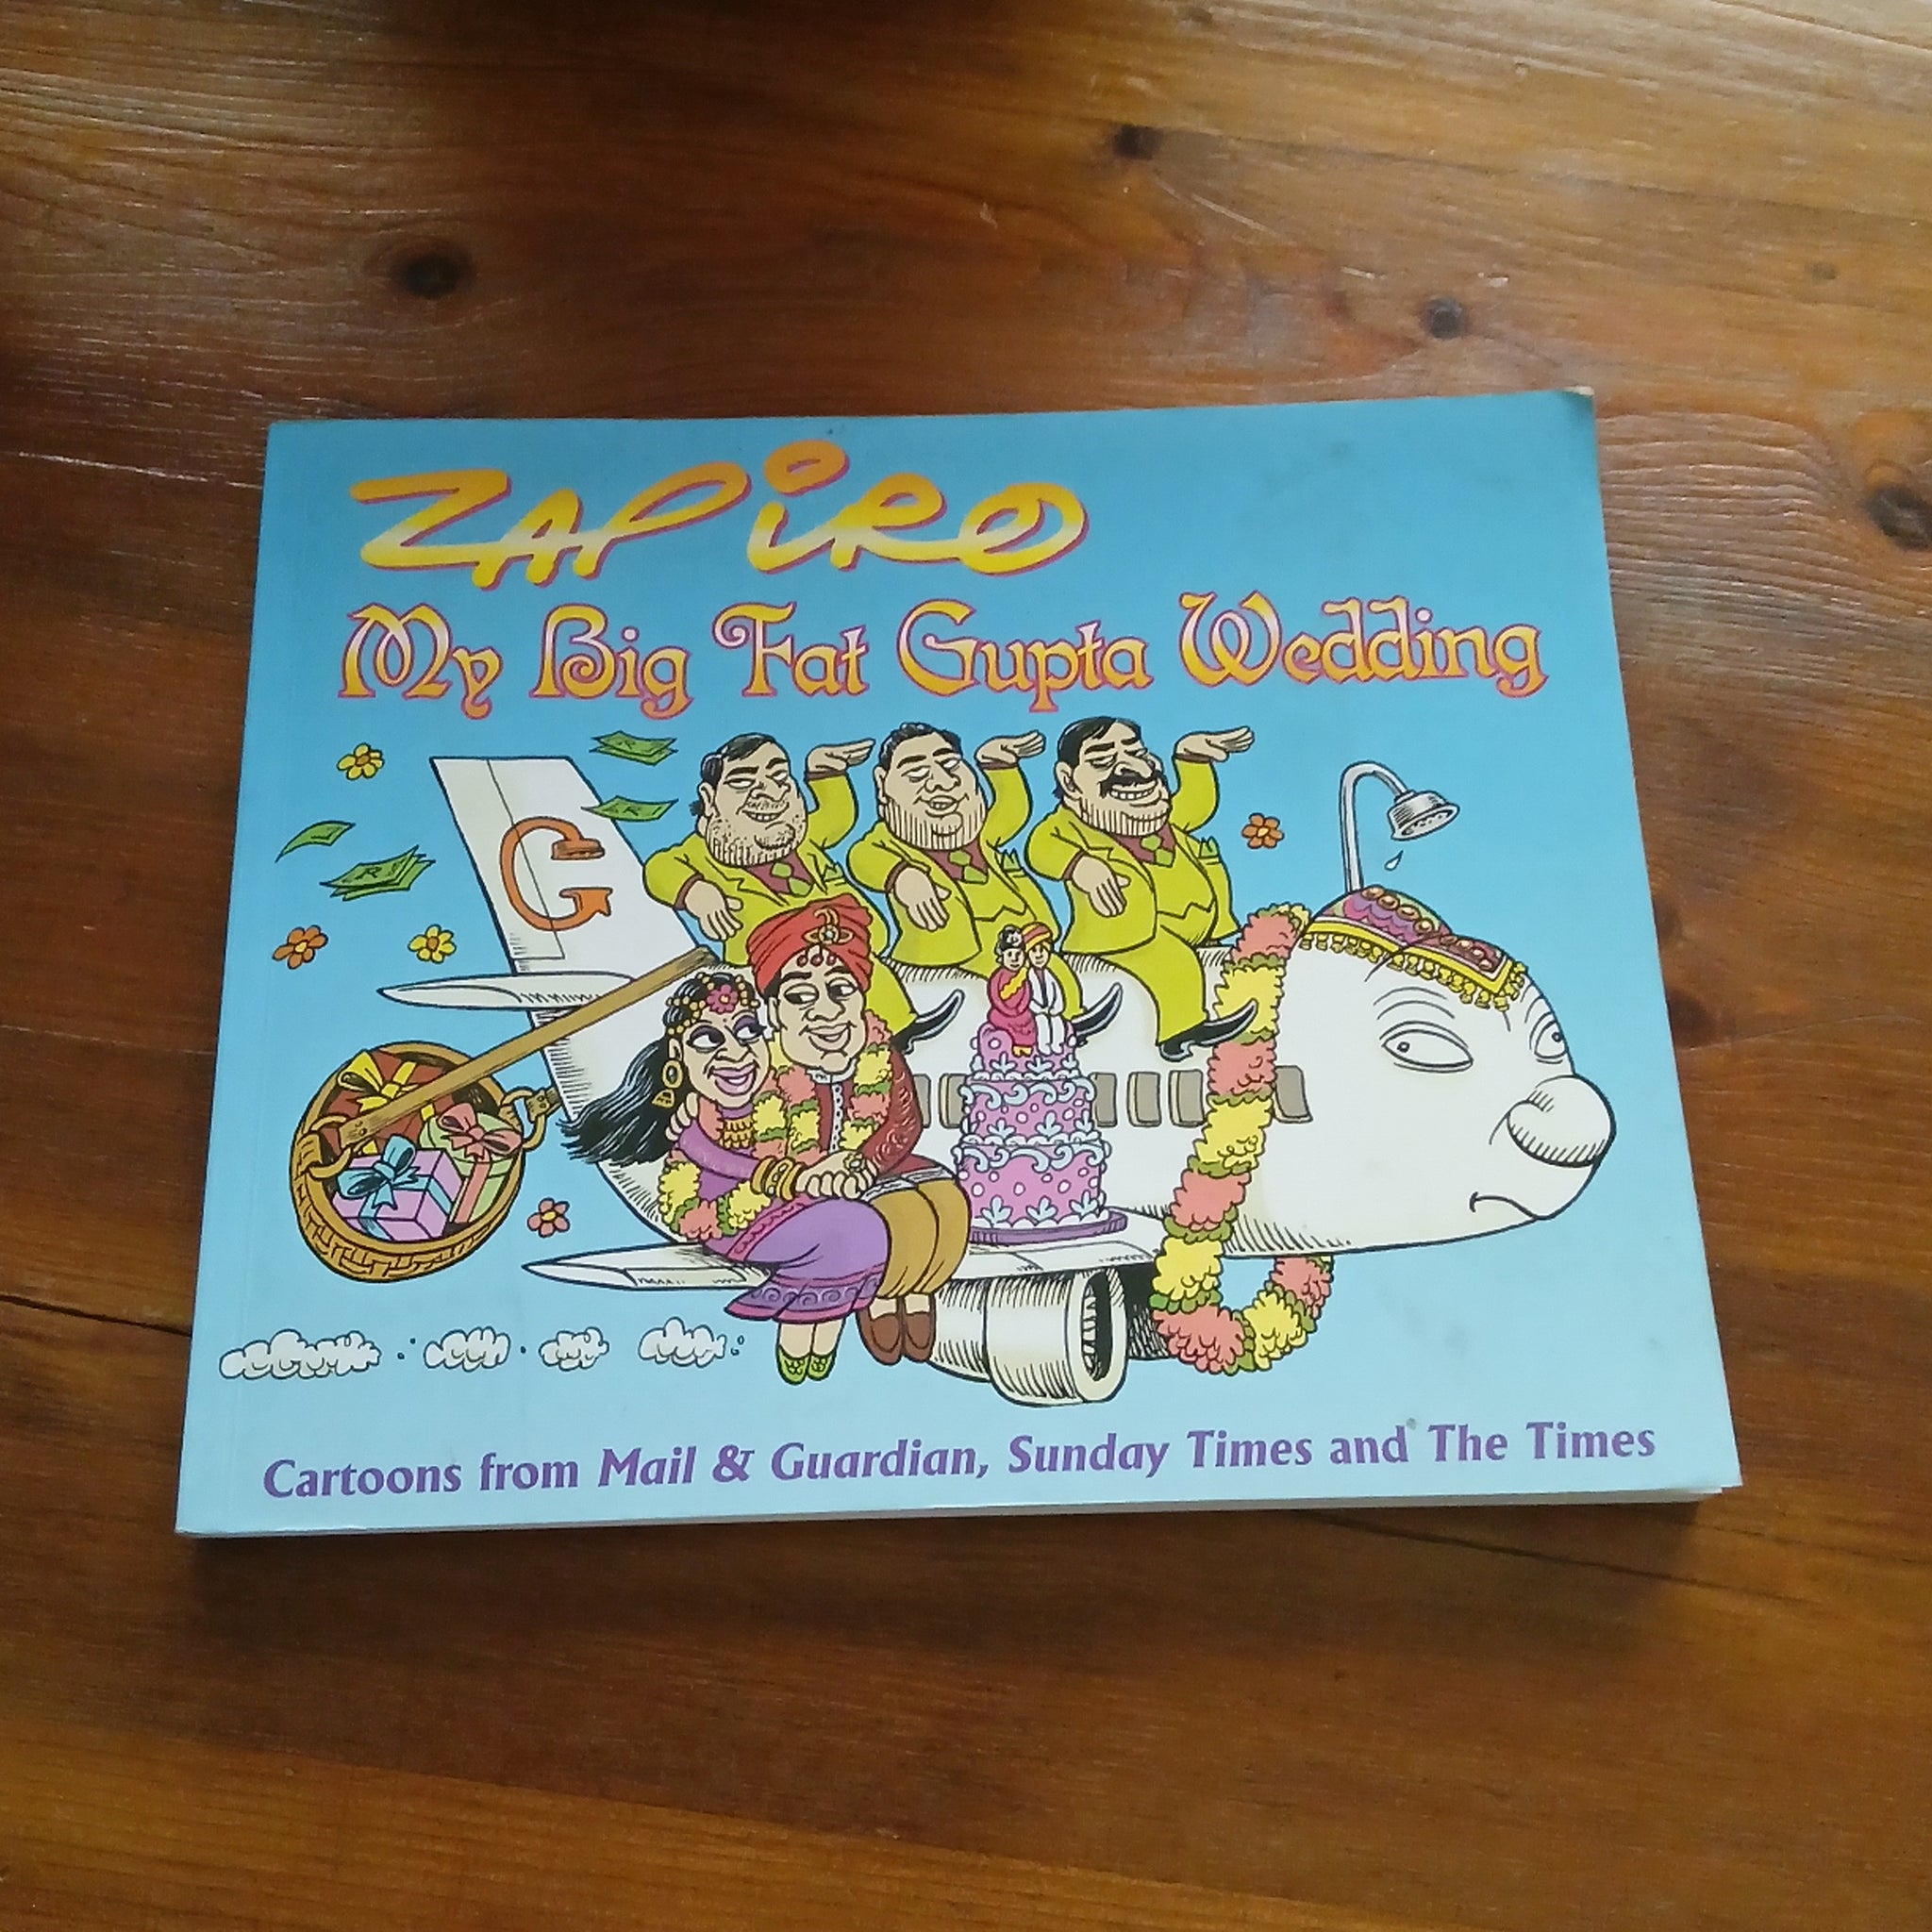 ZAPiRO
My Big Fat Gupta Wedding
R
R
R
G
Cartoons from Mail & Guardian, Sunday Times and The Times